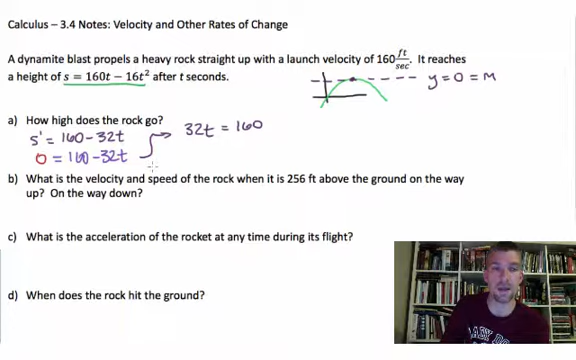 Calculus – 3.4 Notes: Velocity and Other Rates of Change
A dynamite blast propels a heavy rock straight up with a launch velocity of 160 ft/sec. It reaches
a height of s = 160t − 16t² after t seconds.
y = 0 = m
a) How high does the rock go?
s' = 160 − 32t
32t = 160
0 = 160 − 32t
b) What is the velocity and speed of the rock when it is 256 ft above the ground on the way
up? On the way down?
c) What is the acceleration of the rocket at any time during its flight?
d) When does the rock hit the ground?